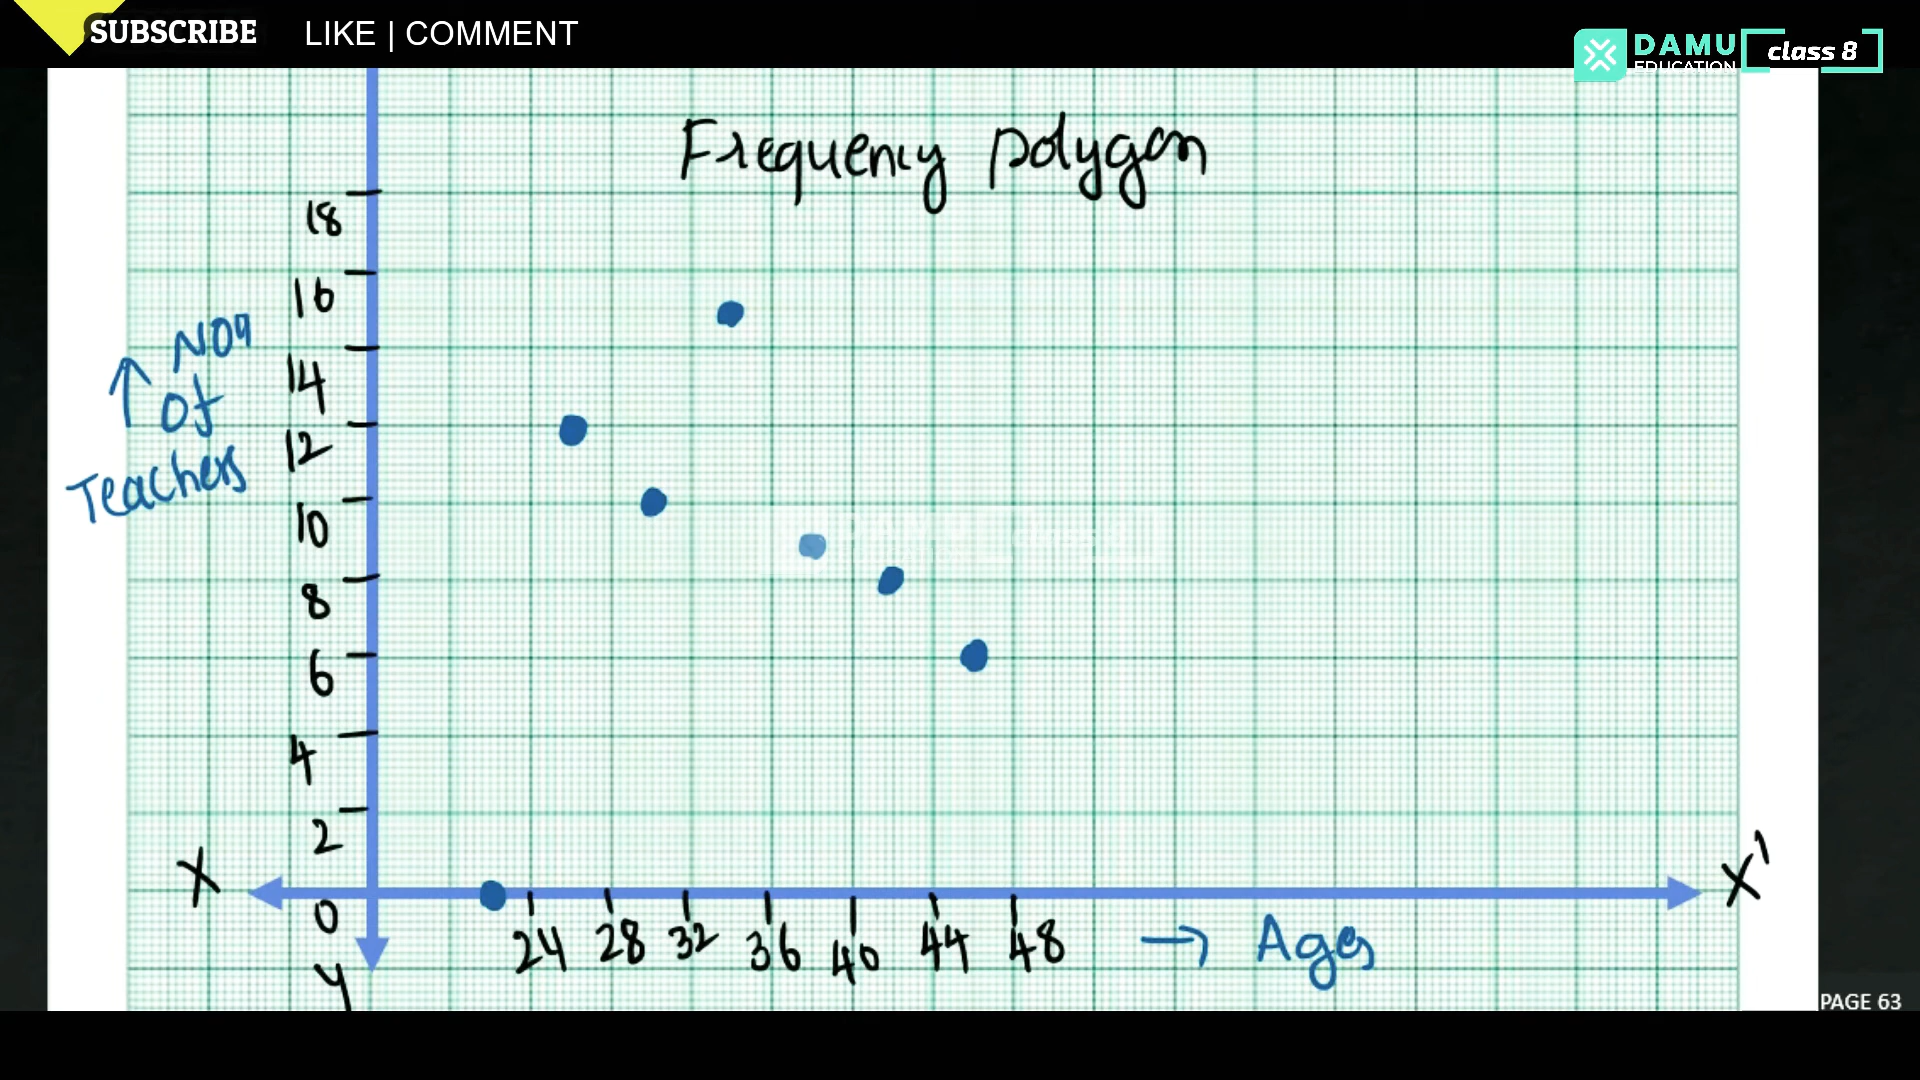 SUBSCRIBE LIKE | COMMENT
DAMU
EDUCATION
class 8
Frequency polygon
18
16
14
12
10
8
6
4
2
0
of
Teachers
X
X'
24 28 32 36 40 44 48 → Ages
y
PAGE 63